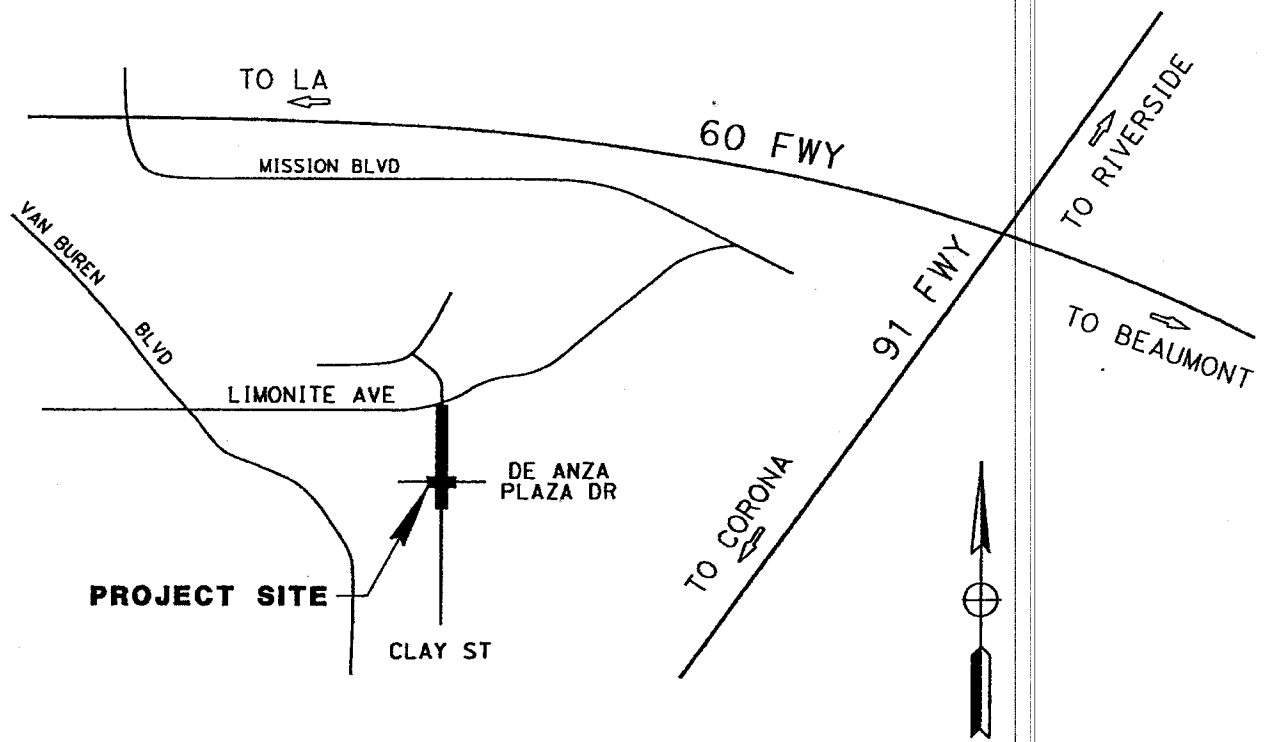 TO LA
60 FWY
MISSION BLVD
TO RIVERSIDE
VAN BUREN
BLVD
91 FWY
TO BEAUMONT
LIMONITE AVE
DE ANZA
PLAZA DR
TO CORONA
PROJECT SITE
CLAY ST